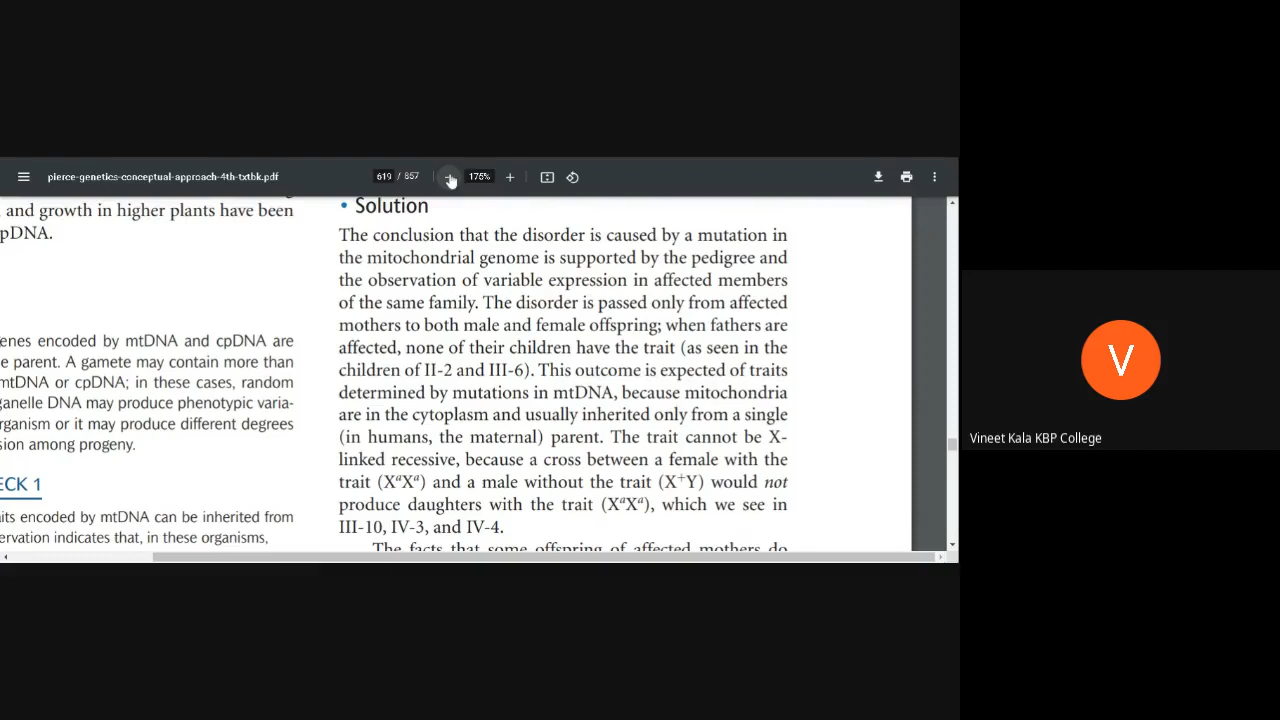 pierce-genetics-conceptual-approach-4th-txtbk.pdf
619 / 857
175%
and growth in higher plants have been
pDNA.
enes encoded by mtDNA and cpDNA are
e parent. A gamete may contain more than
mtDNA or cpDNA; in these cases, random
ganelle DNA may produce phenotypic varia-
rganism or it may produce different degrees
sion among progeny.
ECK 1
aits encoded by mtDNA can be inherited from
ervation indicates that, in these organisms,
• Solution
The conclusion that the disorder is caused by a mutation in
the mitochondrial genome is supported by the pedigree and
the observation of variable expression in affected members
of the same family. The disorder is passed only from affected
mothers to both male and female offspring; when fathers are
affected, none of their children have the trait (as seen in the
children of II-2 and III-6). This outcome is expected of traits
determined by mutations in mtDNA, because mitochondria
are in the cytoplasm and usually inherited only from a single
(in humans, the maternal) parent. The trait cannot be X-
linked recessive, because a cross between a female with the
trait (XᵃXᵃ) and a male without the trait (X⁺Y) would not
produce daughters with the trait (XᵃXᵃ), which we see in
III-10, IV-3, and IV-4.
The facts that some offspring of affected mothers do
V
Vineet Kala KBP College